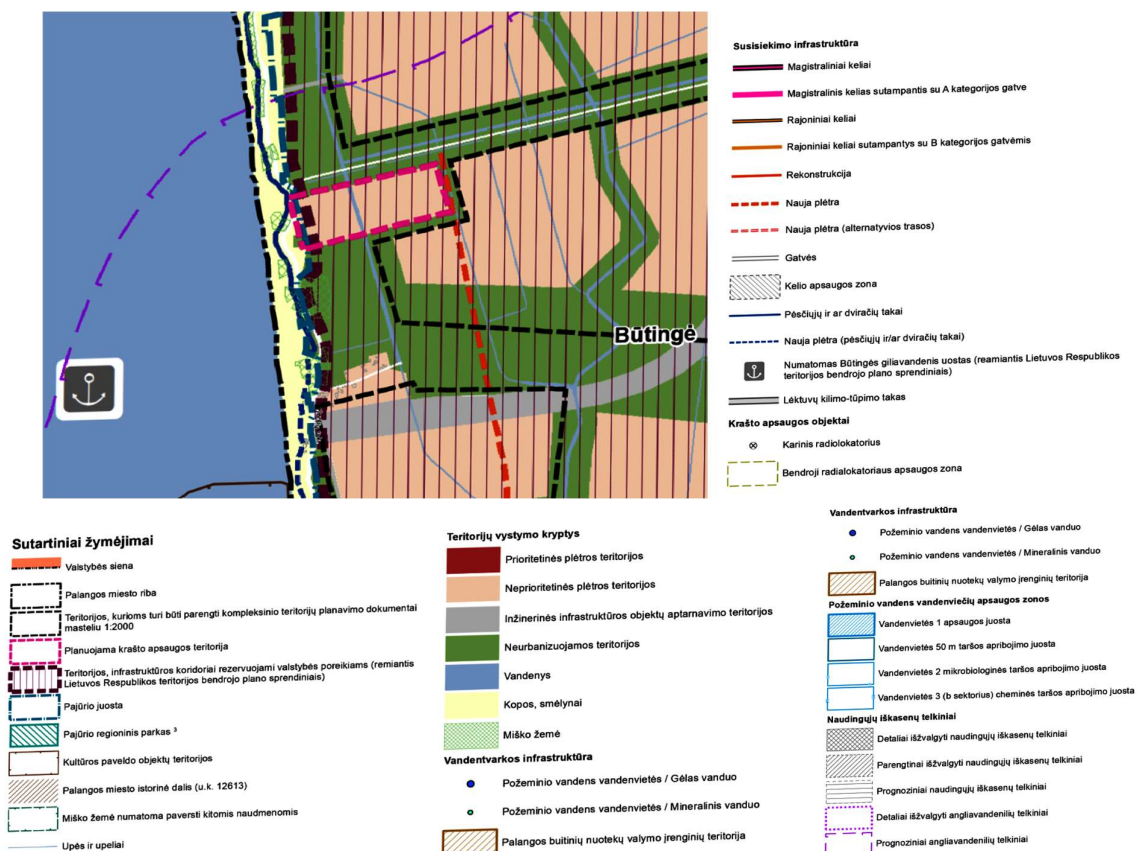 Būtingė
Susisiekimo infrastruktūra
Magistraliniai keliai
Magistralinis kelias sutampantis su A kategorijos gatve
Rajoniniai keliai
Rajoniniai keliai sutampantys su B kategorijos gatvėmis
Rekonstrukcija
Nauja plėtra
Nauja plėtra (alternatyvios trasos)
Gatvės
Kelio apsaugos zona
Pėsčiųjų ir ar dviračių takai
Nauja plėtra (pėsčiųjų ir/ar dviračių takai)
Numatomas Būtingės giliavandenis uostas (reamiantis Lietuvos Respublikos
teritorijos bendrojo plano sprendiniais)
Lėktuvų kilimo-tūpimo takas
Krašto apsaugos objektai
Karinis radiolokatorius
Bendroji radialokatoriaus apsaugos zona
Sutartiniai žymėjimai
Valstybės siena
Palangos miesto riba
Teritorijos, kurioms turi būti parengti kompleksinio teritorijų planavimo dokumentai
masteliu 1:2000
Planuojama krašto apsaugos teritorija
Teritorijos, infrastruktūros koridoriai rezervuojami valstybės poreikiams (remiantis
Lietuvos Respublikos teritorijos bendrojo plano sprendiniais)
Pajūrio juosta
Pajūrio regioninis parkas ³
Kultūros paveldo objektų teritorijos
Palangos miesto istorinė dalis (u.k. 12613)
Miško žemė numatoma paversti kitomis naudmenomis
Upės ir upeliai
Teritorijų vystymo kryptys
Prioritetinės plėtros teritorijos
Neprioritetinės plėtros teritorijos
Inžinerinės infrastruktūros objektų aptarnavimo teritorijos
Neurbanizuojamos teritorijos
Vandenys
Kopos, smėlynai
Miško žemė
Vandentvarkos infrastruktūra
Požeminio vandens vandenvietės / Gėlas vanduo
Požeminio vandens vandenvietės / Mineralinis vanduo
Palangos buitinių nuotekų valymo įrenginių teritorija
Vandentvarkos infrastruktūra
Požeminio vandens vandenvietės / Gėlas vanduo
Požeminio vandens vandenvietės / Mineralinis vanduo
Palangos buitinių nuotekų valymo įrenginių teritorija
Požeminio vandens vandenviečių apsaugos zonos
Vandenvietės 1 apsaugos juosta
Vandenvietės 50 m taršos apribojimo juosta
Vandenvietės 2 mikrobiologinės taršos apribojimo juosta
Vandenvietės 3 (b sektorius) cheminės taršos apribojimo juosta
Naudingųjų iškasenų telkiniai
Detaliai išžvalgyti naudingųjų iškasenų telkiniai
Parengtinai išžvalgyti naudingųjų iškasenų telkiniai
Prognoziniai naudingųjų iškasenų telkiniai
Detaliai išžvalgyti angliavandenilių telkiniai
Prognoziniai angliavandenilių telkiniai